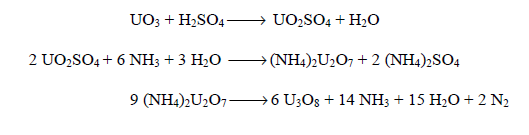 UO₃ + H₂SO₄ ⟶ UO₂SO₄ + H₂O
2 UO₂SO₄ + 6 NH₃ + 3 H₂O ⟶ (NH₄)₂U₂O₇ + 2 (NH₄)₂SO₄
9 (NH₄)₂U₂O₇ ⟶ 6 U₃O₈ + 14 NH₃ + 15 H₂O + 2 N₂